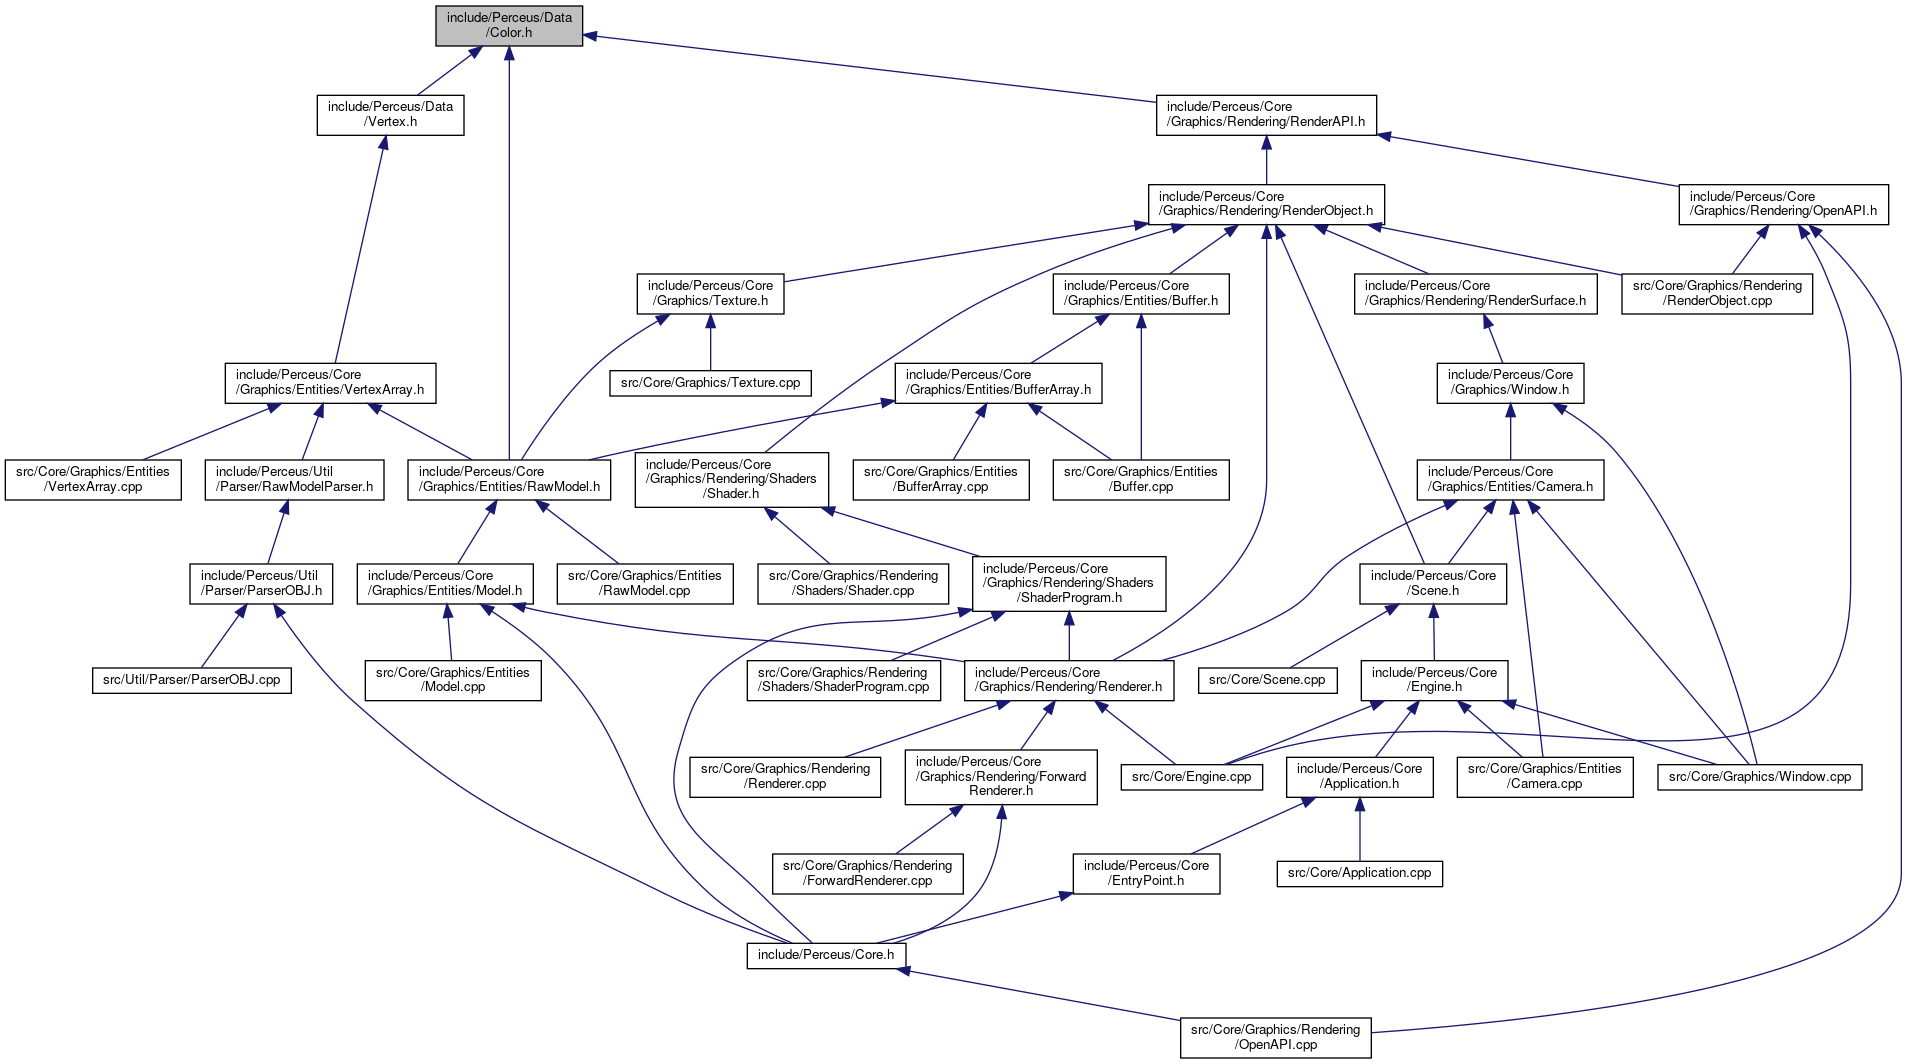 include/Perceus/Data
/Color.h
include/Perceus/Data
/Vertex.h
include/Perceus/Core
/Graphics/Rendering/RenderAPI.h
include/Perceus/Core
/Graphics/Rendering/RenderObject.h
include/Perceus/Core
/Graphics/Rendering/OpenAPI.h
include/Perceus/Core
/Graphics/Texture.h
include/Perceus/Core
/Graphics/Entities/Buffer.h
include/Perceus/Core
/Graphics/Rendering/RenderSurface.h
src/Core/Graphics/Rendering
/RenderObject.cpp
include/Perceus/Core
/Graphics/Entities/VertexArray.h
src/Core/Graphics/Texture.cpp
include/Perceus/Core
/Graphics/Entities/BufferArray.h
include/Perceus/Core
/Graphics/Window.h
src/Core/Graphics/Entities
/VertexArray.cpp
include/Perceus/Util
/Parser/RawModelParser.h
include/Perceus/Core
/Graphics/Entities/RawModel.h
include/Perceus/Core
/Graphics/Rendering/Shaders
/Shader.h
src/Core/Graphics/Entities
/BufferArray.cpp
src/Core/Graphics/Entities
/Buffer.cpp
include/Perceus/Core
/Graphics/Entities/Camera.h
include/Perceus/Util
/Parser/ParserOBJ.h
include/Perceus/Core
/Graphics/Entities/Model.h
src/Core/Graphics/Entities
/RawModel.cpp
src/Core/Graphics/Rendering
/Shaders/Shader.cpp
include/Perceus/Core
/Graphics/Rendering/Shaders
/ShaderProgram.h
include/Perceus/Core
/Scene.h
src/Util/Parser/ParserOBJ.cpp
src/Core/Graphics/Entities
/Model.cpp
src/Core/Graphics/Rendering
/Shaders/ShaderProgram.cpp
include/Perceus/Core
/Graphics/Rendering/Renderer.h
src/Core/Scene.cpp
include/Perceus/Core
/Engine.h
src/Core/Graphics/Rendering
/Renderer.cpp
include/Perceus/Core
/Graphics/Rendering/Forward
Renderer.h
src/Core/Engine.cpp
include/Perceus/Core
/Application.h
src/Core/Graphics/Entities
/Camera.cpp
src/Core/Graphics/Window.cpp
src/Core/Graphics/Rendering
/ForwardRenderer.cpp
include/Perceus/Core
/EntryPoint.h
src/Core/Application.cpp
include/Perceus/Core.h
src/Core/Graphics/Rendering
/OpenAPI.cpp